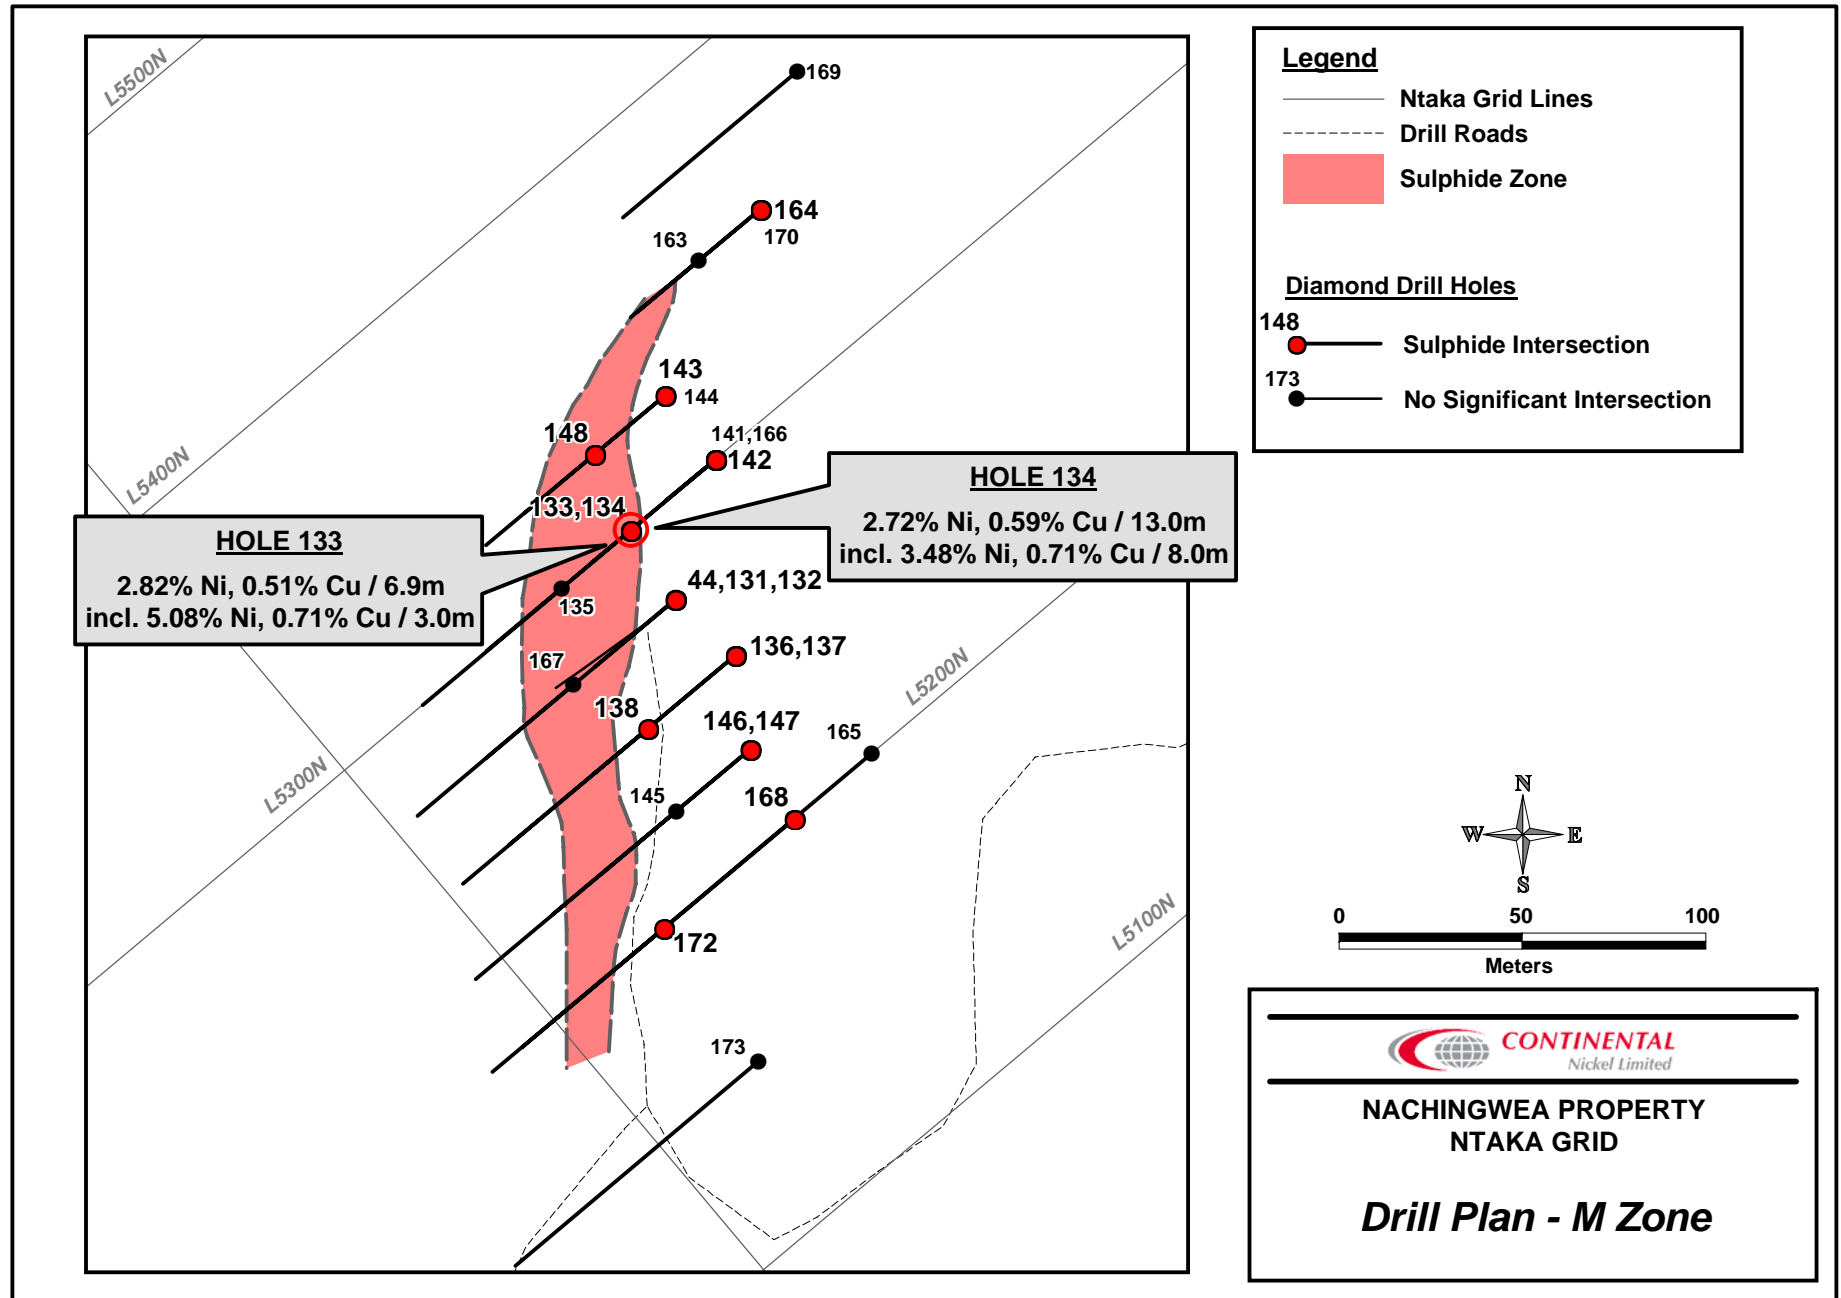 L5500N
169
164
170
163
143
144
148
141,166
142
L5400N
133,134
HOLE 134
2.72% Ni, 0.59% Cu / 13.0m
incl. 3.48% Ni, 0.71% Cu / 8.0m
HOLE 133
2.82% Ni, 0.51% Cu / 6.9m
incl. 5.08% Ni, 0.71% Cu / 3.0m
135
44,131,132
167
136,137
138
L5200N
146,147
165
L5300N
145
168
172
L5100N
173
Legend
Ntaka Grid Lines
Drill Roads
Sulphide Zone
Diamond Drill Holes
148
Sulphide Intersection
173
No Significant Intersection
N
W
E
S
0 50 100
Meters
CONTINENTAL
Nickel Limited
NACHINGWEA PROPERTY
NTAKA GRID
Drill Plan - M Zone